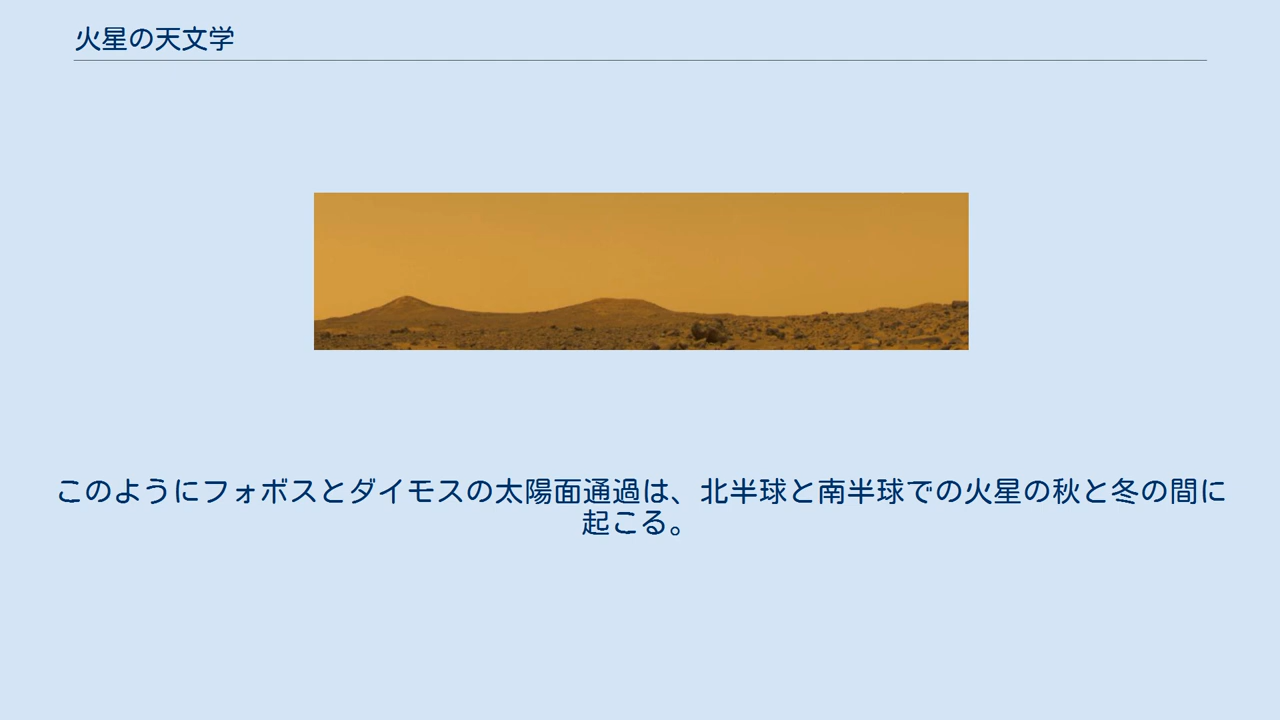 火星の天文学
このようにフォボスとダイモスの太陽面通過は、北半球と南半球での火星の秋と冬の間に
起こる。